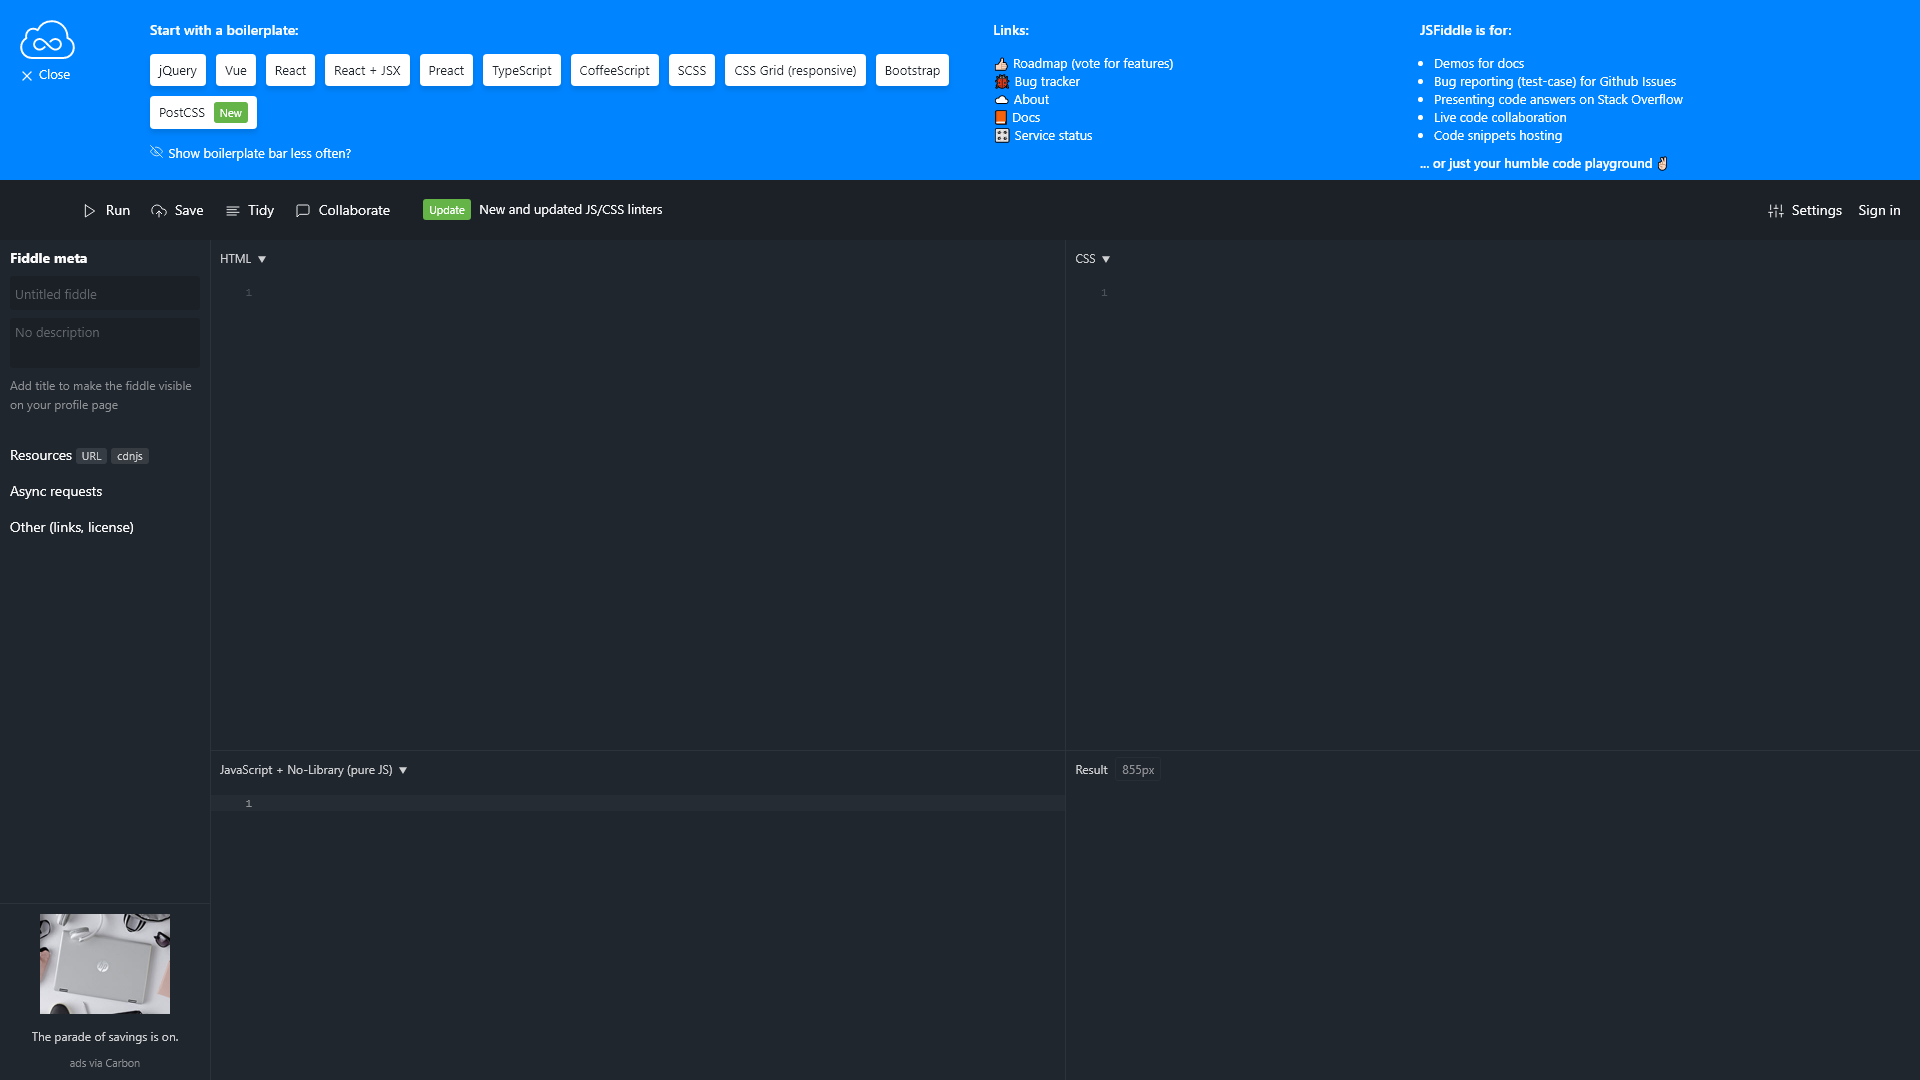 Close
Start with a boilerplate:
jQuery Vue React React + JSX Preact TypeScript CoffeeScript SCSS CSS Grid (responsive) Bootstrap
PostCSS New
Show boilerplate bar less often?
Links:
Roadmap (vote for features)
Bug tracker
About
Docs
Service status
JSFiddle is for:
Demos for docs
Bug reporting (test-case) for Github Issues
Presenting code answers on Stack Overflow
Live code collaboration
Code snippets hosting
... or just your humble code playground ✌
Run Save Tidy Collaborate Update New and updated JS/CSS linters Settings Sign in
Fiddle meta
Untitled fiddle
No description
Add title to make the fiddle visible
on your profile page
Resources URL cdnjs
Async requests
Other (links, license)
The parade of savings is on.
ads via Carbon
HTML ▼
1
CSS ▼
1
JavaScript + No-Library (pure JS) ▼
1
Result 855px